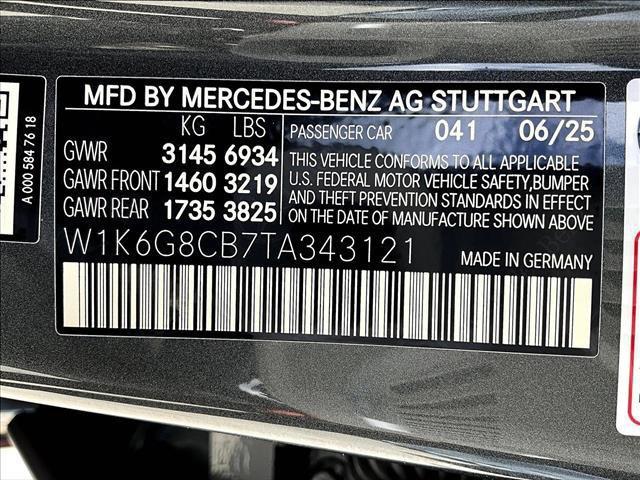 MFD BY MERCEDES-BENZ AG STUTTGART
KG LBS
PASSENGER CAR 041 06/25
GVWR 3145 6934
GAWR FRONT 1460 3219
GAWR REAR 1735 3825
THIS VEHICLE CONFORMS TO ALL APPLICABLE
U.S. FEDERAL MOTOR VEHICLE SAFETY,BUMPER
AND THEFT PREVENTION STANDARDS IN EFFECT
ON THE DATE OF MANUFACTURE SHOWN ABOVE
W1K6G8CB7TA343121
MADE IN GERMANY
A 000 584 76 18